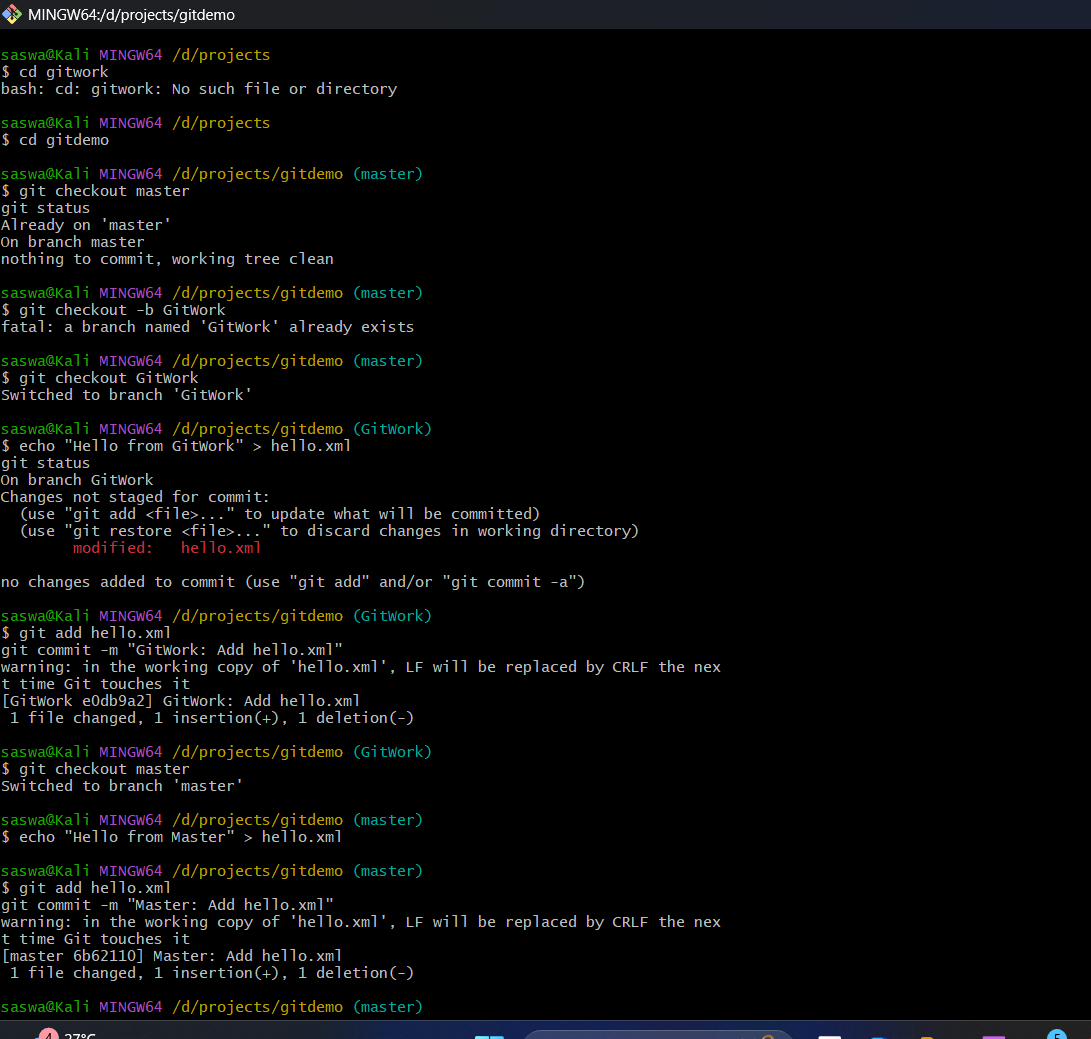 MINGW64:/d/projects/gitdemo
saswa@Kali MINGW64 /d/projects
$ cd gitwork
bash: cd: gitwork: No such file or directory
saswa@Kali MINGW64 /d/projects
$ cd gitdemo
saswa@Kali MINGW64 /d/projects/gitdemo (master)
$ git checkout master
git status
Already on 'master'
On branch master
nothing to commit, working tree clean
saswa@Kali MINGW64 /d/projects/gitdemo (master)
$ git checkout -b GitWork
fatal: a branch named 'GitWork' already exists
saswa@Kali MINGW64 /d/projects/gitdemo (master)
$ git checkout GitWork
Switched to branch 'GitWork'
saswa@Kali MINGW64 /d/projects/gitdemo (GitWork)
$ echo "Hello from GitWork" > hello.xml
git status
On branch GitWork
Changes not staged for commit:
  (use "git add <file>..." to update what will be committed)
  (use "git restore <file>..." to discard changes in working directory)
        modified:   hello.xml
no changes added to commit (use "git add" and/or "git commit -a")
saswa@Kali MINGW64 /d/projects/gitdemo (GitWork)
$ git add hello.xml
git commit -m "GitWork: Add hello.xml"
warning: in the working copy of 'hello.xml', LF will be replaced by CRLF the nex
t time Git touches it
[GitWork e0db9a2] GitWork: Add hello.xml
 1 file changed, 1 insertion(+), 1 deletion(-)
saswa@Kali MINGW64 /d/projects/gitdemo (GitWork)
$ git checkout master
Switched to branch 'master'
saswa@Kali MINGW64 /d/projects/gitdemo (master)
$ echo "Hello from Master" > hello.xml
saswa@Kali MINGW64 /d/projects/gitdemo (master)
$ git add hello.xml
git commit -m "Master: Add hello.xml"
warning: in the working copy of 'hello.xml', LF will be replaced by CRLF the nex
t time Git touches it
[master 6b62110] Master: Add hello.xml
 1 file changed, 1 insertion(+), 1 deletion(-)
saswa@Kali MINGW64 /d/projects/gitdemo (master)